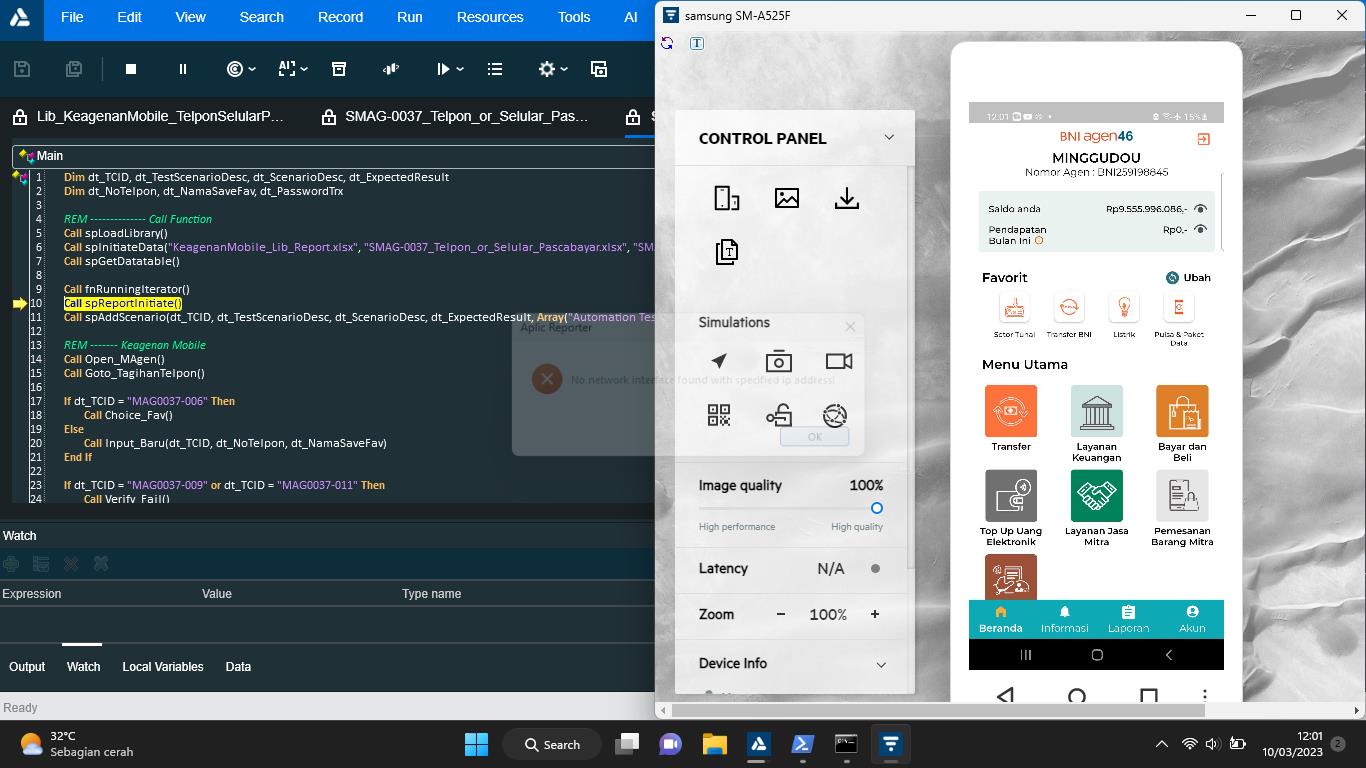 File Edit View Search Record Run Resources Tools AI
samsung SM-A525F
Lib_KeagenanMobile_TelponSelularP...
SMAG-0037_Telpon_or_Selular_Pas...
S
Main
1 Dim dt_TCID, dt_TestScenarioDesc, dt_ScenarioDesc, dt_ExpectedResult
2 Dim dt_NoTelpon, dt_NamaSaveFav, dt_PasswordTrx
3
4 REM -------------- Call Function
5 Call spLoadLibrary()
6 Call spInitiateData("KeagenanMobile_Lib_Report.xlsx", "SMAG-0037_Telpon_or_Selular_Pascabayar.xlsx", "SM
7 Call spGetDatatable()
8
9 Call fnRunningIterator()
10 Call spReportInitiate()
11 Call spAddScenario(dt_TCID, dt_TestScenarioDesc, dt_ScenarioDesc, dt_ExpectedResult, Array("Automation Tes
12
13 REM ------- Keagenan Mobile
14 Call Open_MAgen()
15 Call Goto_TagihanTelpon()
16
17 If dt_TCID = "MAG0037-006" Then
18 Call Choice_Fav()
19 Else
20 Call Input_Baru(dt_TCID, dt_NoTelpon, dt_NamaSaveFav)
21 End If
22
23 If dt_TCID = "MAG0037-009" or dt_TCID = "MAG0037-011" Then
24 Call Verify_Fail()
Aplic Reporter
No network interface found with specified ip address!
OK
Watch
Expression Value Type name
Output Watch Local Variables Data
Ready
T
CONTROL PANEL
T
Simulations
Image quality 100%
High performance High quality
Latency N/A
Zoom − 100% +
Device Info
12.01 15%
BNI agen46
MINGGUDOU
Nomor Agen : BNI259198845
Saldo anda Rp9.555.996.086,-
Pendapatan
Bulan Ini Rp0,-
Favorit Ubah
Setor Tunai Transfer BNI Listrik Pulsa & Paket
Data
Menu Utama
Transfer Layanan
Keuangan Bayar dan
Beli
Top Up Uang
Elektronik Layanan Jasa
Mitra Pemesanan
Barang Mitra
Beranda Informasi Laporan Akun
32°C
Sebagian cerah
Search
12:01
10/03/2023
2